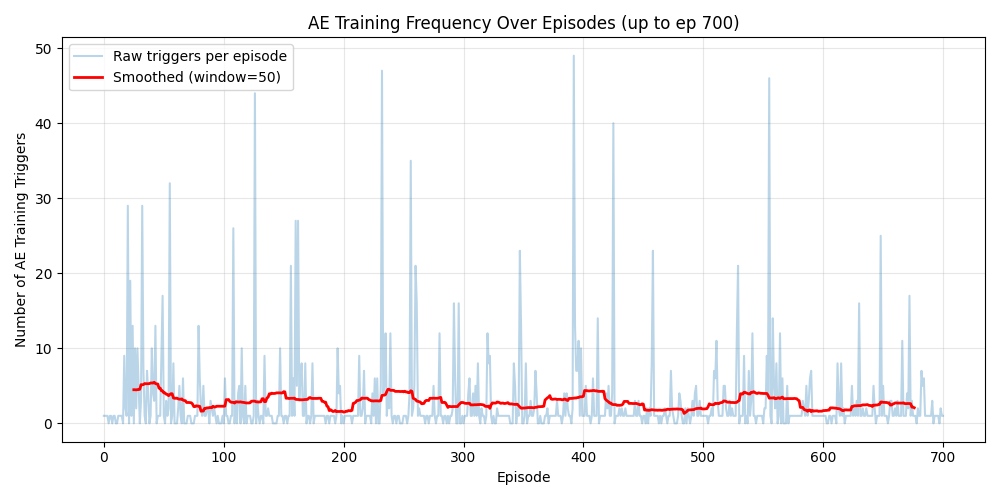 AE Training Frequency Over Episodes (up to ep 700)
Raw triggers per episode
Smoothed (window=50)
Number of AE Training Triggers
50
40
30
20
10
0
0 100 200 300 400 500 600 700
Episode